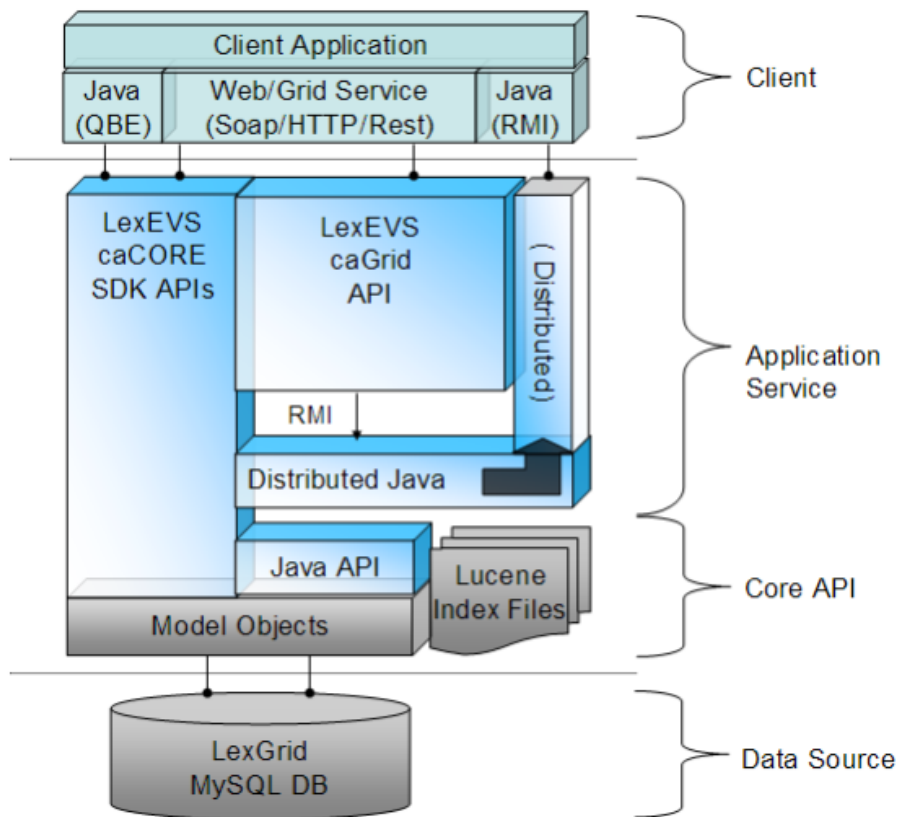 Client Application
Java
(QBE)
Web/Grid Service
(Soap/HTTP/Rest)
Java
(RMI)
Client
LexEVS
caCORE
SDK APIs
LexEVS
caGrid
API
( Distributed)
Application
Service
RMI
Distributed Java
Java API
Lucene
Index Files
Core API
Model Objects
LexGrid
MySQL DB
Data Source